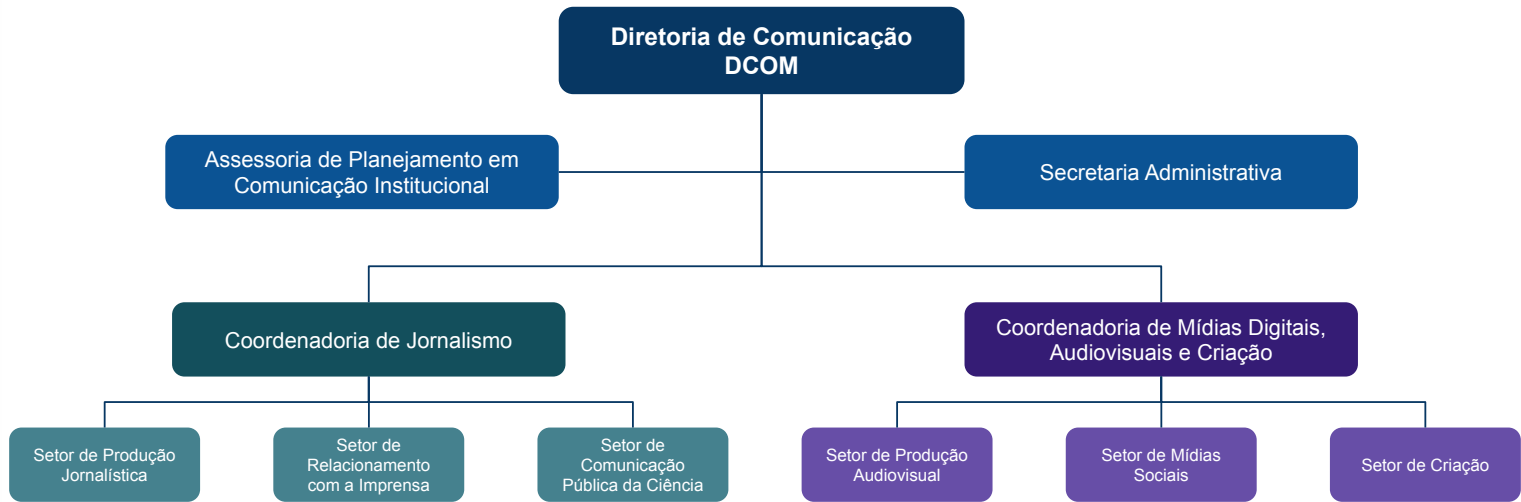 Diretoria de Comunicação
DCOM
Assessoria de Planejamento em
Comunicação Institucional
Secretaria Administrativa
Coordenadoria de Jornalismo
Coordenadoria de Mídias Digitais,
Audiovisuais e Criação
Setor de Produção
Jornalística
Setor de
Relacionamento
com a Imprensa
Setor de
Comunicação
Pública da Ciência
Setor de Produção
Audiovisual
Setor de Mídias
Sociais
Setor de Criação